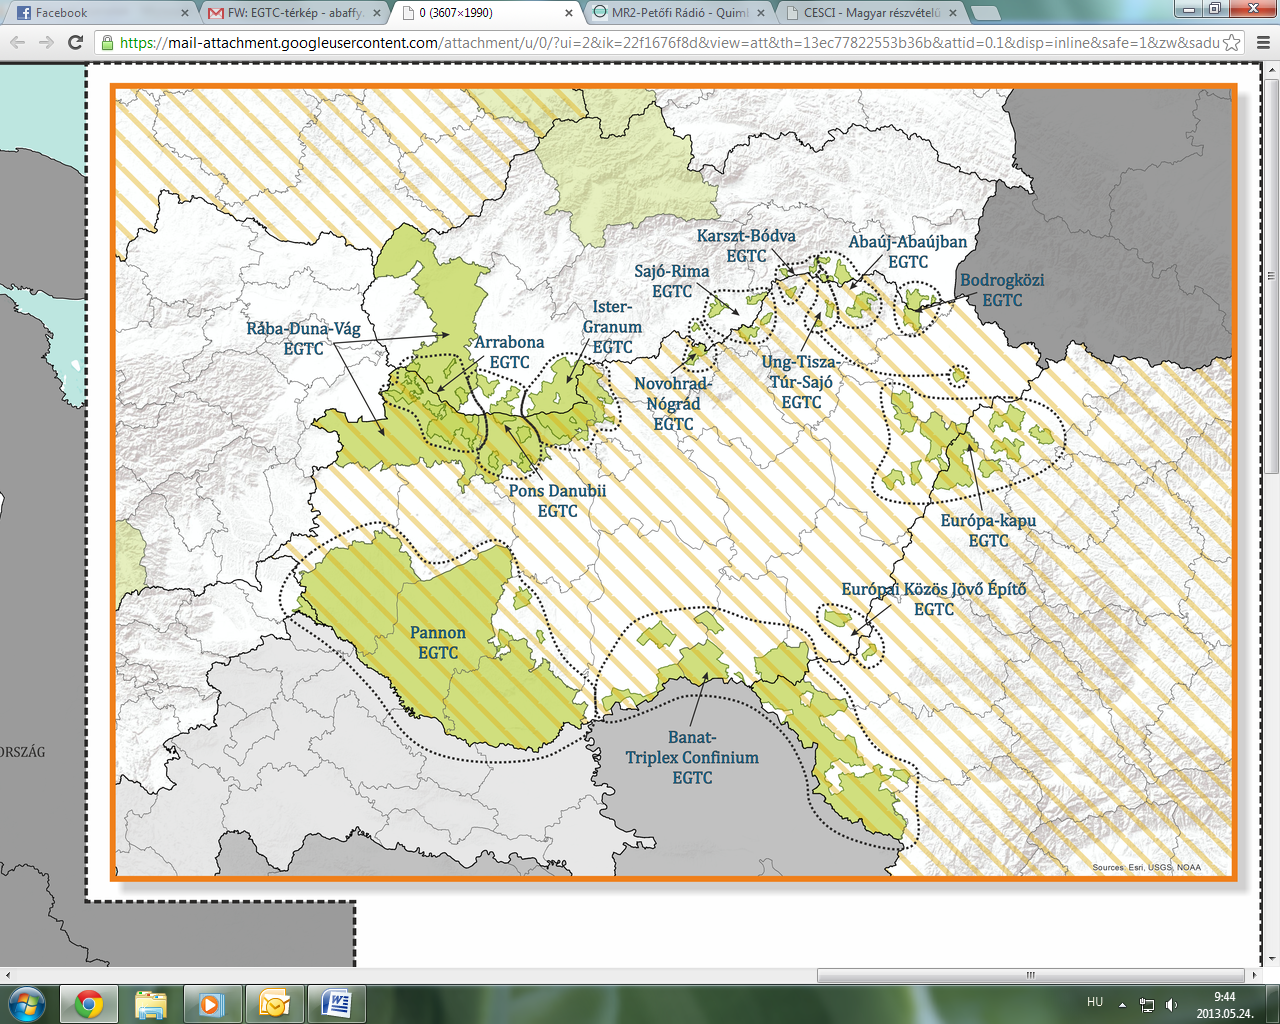 Facebook
FW: EGTC-térkép - abaffy
0 (3607×1990)
MR2-Petőfi Rádió - Quimb
CESCI - Magyar részvétel
https://mail-attachment.googleusercontent.com/attachment/u/0/?ui=2&ik=22f1676f8d&view=att&th=13ec77822553b36b&attid=0.1&disp=inline&safe=1&zw&sadu
Karszt-Bódva
EGTC
Abaúj-Abaújban
EGTC
Sajó-Rima
EGTC
Bodrogközi
EGTC
Ister-
Granum
EGTC
Rába-Duna-Vág
EGTC
Arrabona
EGTC
Ung-Tisza-
Túr-Sajó
EGTC
Novohrad-
Nógrád
EGTC
Pons Danubii
EGTC
Európa-kapu
EGTC
Európai Közös Jövő Építő
EGTC
Pannon
EGTC
Banat-
Triplex Confinium
EGTC
ORSZÁG
Sources: Esri, USGS, NOAA
HU
9:44
2013.05.24.